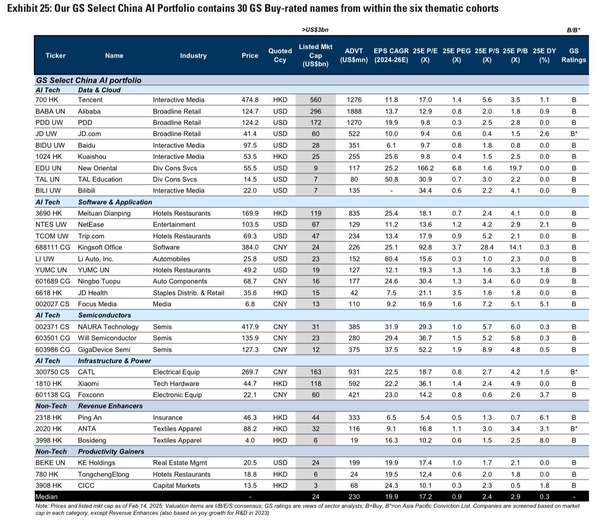 Exhibit 25: Our GS Select China AI Portfolio contains 30 GS Buy-rated names from within the six thematic cohorts
>US$3bn B/B*
Ticker Name Industry Price Quoted Ccy Listed Mkt Cap (US$bn) ADVT (US$mn) EPS CAGR (2024-26E) 25E P/E (X) 25E PEG (X) 25E P/S (X) 25E P/B (X) 25E DY (%) GS Ratings
GS Select China AI portfolio
AI Tech Data & Cloud
700 HK Tencent Interactive Media 474.8 HKD 560 1276 11.8 17.0 1.4 5.6 3.5 1.1 B
BABA UN Alibaba Broadline Retail 124.7 USD 296 1888 13.7 12.9 0.8 2.0 1.8 0.9 B
PDD UW PDD Broadline Retail 124.2 USD 172 1270 19.9 9.8 0.3 2.5 2.8 0.0 B
JD UW JD.com Broadline Retail 41.4 USD 60 522 10.0 9.4 0.6 0.4 1.5 2.6 B*
BIDU UW Baidu Interactive Media 97.5 USD 28 351 6.1 9.7 0.8 1.8 0.8 0.0 B
1024 HK Kuaishou Interactive Media 53.5 HKD 25 255 25.6 9.8 0.4 1.5 2.5 0.0 B
EDU UN New Oriental Div Cons Svcs 55.5 USD 9 117 25.2 166.2 6.8 1.6 19.7 0.0 B
TAL UN TAL Education Div Cons Svcs 14.5 USD 7 80 50.8 30.9 0.7 3.0 2.2 0.0 B
BILI UW Bilibili Interactive Media 22.0 USD 7 135 - 34.4 0.6 2.2 4.1 0.0 B
AI Tech Software & Application
3690 HK Meituan Dianping Hotels Restaurants 169.9 HKD 119 835 25.4 18.1 0.7 2.4 4.1 0.0 B
NTES UW NetEase Entertainment 103.5 USD 67 129 11.2 13.6 1.2 4.2 2.9 2.1 B
TCOM UW Trip.com Hotels Restaurants 69.3 USD 47 234 13.4 17.9 0.9 5.2 2.1 0.0 B
688111 CG Kingsoft Office Software 384.0 CNY 24 226 25.1 92.8 3.7 28.4 14.1 0.3 B
LI UW Li Auto, Inc. Automobiles 25.8 USD 23 152 60.4 15.6 0.3 1.0 2.3 0.0 B
YUMC UN YUMC UN Hotels Restaurants 49.2 USD 19 127 12.1 19.3 1.3 1.6 3.3 1.8 B
601689 CG Ningbo Tuopu Auto Components 68.7 CNY 16 177 24.6 30.4 1.3 3.4 6.0 0.9 B
6618 HK JD Health Staples Distrib. & Retail 35.6 HKD 15 42 7.5 21.1 3.5 1.6 1.8 0.0 B
002027 CS Focus Media Media 6.8 CNY 13 110 9.2 16.9 1.6 7.2 5.1 5.1 B
AI Tech Semiconductors
002371 CS NAURA Technology Semis 417.9 CNY 31 385 31.9 29.3 1.0 5.7 6.0 0.3 B
603501 CG Will Semiconductor Semis 135.9 CNY 23 280 29.4 36.7 1.5 5.2 5.8 0.3 B
603986 CG GigaDevice Semi Semis 127.3 CNY 12 375 37.5 52.2 1.9 8.9 4.8 0.5 B
AI Tech Infrastructure & Power
300750 CS CATL Electrical Equip 269.7 CNY 163 931 22.5 18.7 0.8 2.7 4.2 1.5 B*
1810 HK Xiaomi Tech Hardware 44.7 HKD 118 592 22.2 36.1 1.4 2.4 4.9 0.0 B
601138 CG Foxconn Electronic Equip 22.1 CNY 60 421 23.0 14.2 0.8 0.6 2.6 3.7 B
Non-Tech Revenue Enhancers
2318 HK Ping An Insurance 46.3 HKD 44 333 6.5 5.4 0.5 1.3 0.7 6.1 B
2020 HK ANTA Textiles Apparel 88.2 HKD 32 116 9.1 16.8 1.1 3.0 3.4 3.1 B*
3998 HK Bosideng Textiles Apparel 4.0 HKD 6 19 16.3 10.2 0.6 1.5 2.5 8.0 B
Non-Tech Productivity Gainers
BEKE UN KE Holdings Real Estate Mgmt 20.5 USD 24 199 19.9 17.4 1.0 1.7 2.1 0.0 B
780 HK TongchengElong Hotels Restaurants 18.8 HKD 6 24 19.5 12.4 0.6 2.0 1.8 0.0 B
3908 HK CICC Capital Markets 13.5 HKD 3 68 24.3 10.1 0.3 2.3 0.5 1.8 B
Median - 24 230 19.9 17.2 0.9 2.4 2.9 0.3 -
Note: Prices and listed mkt cap as of Feb 14, 2025; Valuation items are I/B/E/S consensus; GS ratings are views of sector analysts; B=Buy, B*=on Asia Pacific Conviction List. Companies are screened based on market cap in each category, except Revenue Enhances (also based on yoy growth for R&D in 2023)